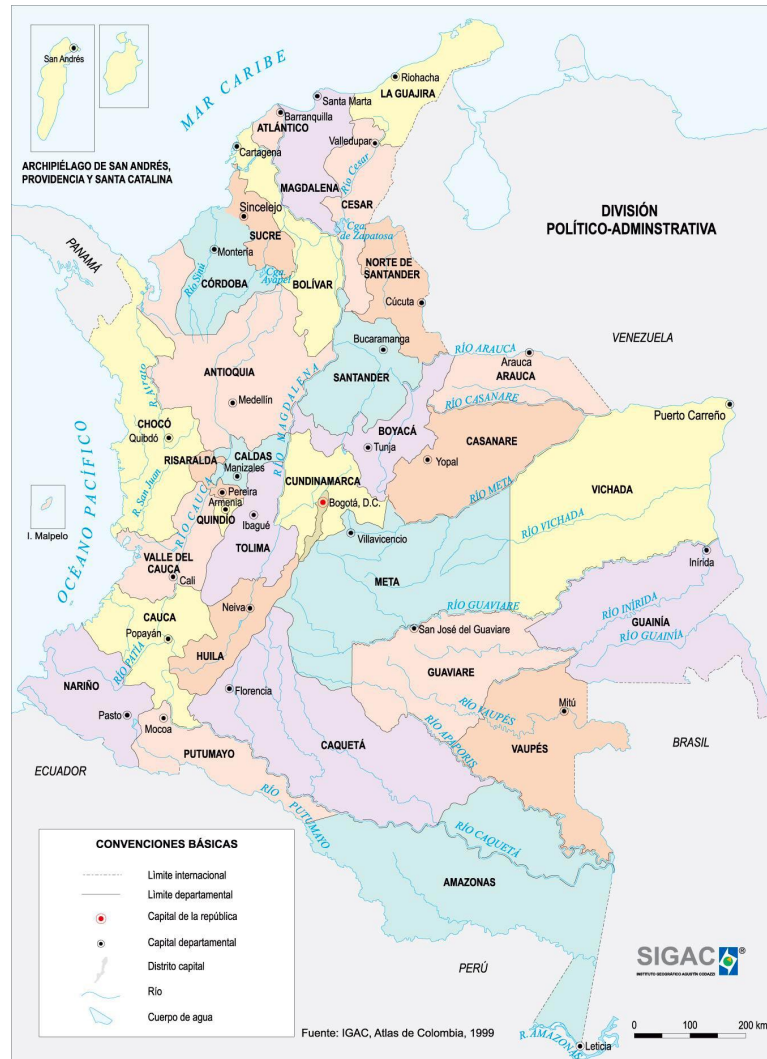 San Andrés
ARCHIPIÉLAGO DE SAN ANDRÉS,
PROVIDENCIA Y SANTA CATALINA
MAR CARIBE
Riohacha
LA GUAJIRA
Santa Marta
Barranquilla
ATLÁNTICO
Cartagena
Valledupar
Río Cesar
MAGDALENA
CESAR
DIVISIÓN
POLÍTICO-ADMINSTRATIVA
Sincelejo
SUCRE
Cga.
de Zapatosa
PANAMÁ
Montería
Río Sinú
CÓRDOBA
Cga.
Ayapel
BOLÍVAR
NORTE DE
SANTANDER
Cúcuta
VENEZUELA
Bucaramanga
SANTANDER
RÍO ARAUCA
Arauca
ARAUCA
ANTIOQUIA
R. Atrato
Medellín
RÍO MAGDALENA
RÍO CASANARE
Puerto Carreño
CHOCÓ
Quibdó
BOYACÁ
Tunja
CASANARE
Yopal
RISARALDA
CALDAS
Manizales
CUNDINAMARCA
Bogotá, D.C.
RÍO META
VICHADA
OCÉANO PACÍFICO
R. San Juan
RÍO CAUCA
Pereira
Armenia
QUINDÍO
Ibagué
TOLIMA
Villavicencio
RÍO VICHADA
I. Malpelo
VALLE DEL
CAUCA
Cali
META
Inírida
CAUCA
Popayán
Neiva
HUILA
RÍO GUAVIARE
San José del Guaviare
RÍO INÍRIDA
GUAINÍA
RÍO GUAINÍA
RÍO PATÍA
NARIÑO
Pasto
Mocoa
Florencia
GUAVIARE
RÍO VAUPÉS
Mitú
VAUPÉS
CAQUETÁ
RÍO APAPORIS
BRASIL
PUTUMAYO
ECUADOR
RÍO PUTUMAYO
RÍO CAQUETÁ
AMAZONAS
CONVENCIONES BÁSICAS
Lìmite internacional
Lìmite departamental
Capital de la república
Capital departamental
Distrito capital
Río
Cuerpo de agua
PERÚ
SIGAC®
INSTITUTO GEOGRÁFICO AGUSTÍN CODAZZI
Fuente: IGAC, Atlas de Colombia, 1999
R. AMAZONAS
Leticia
0 100 200 km